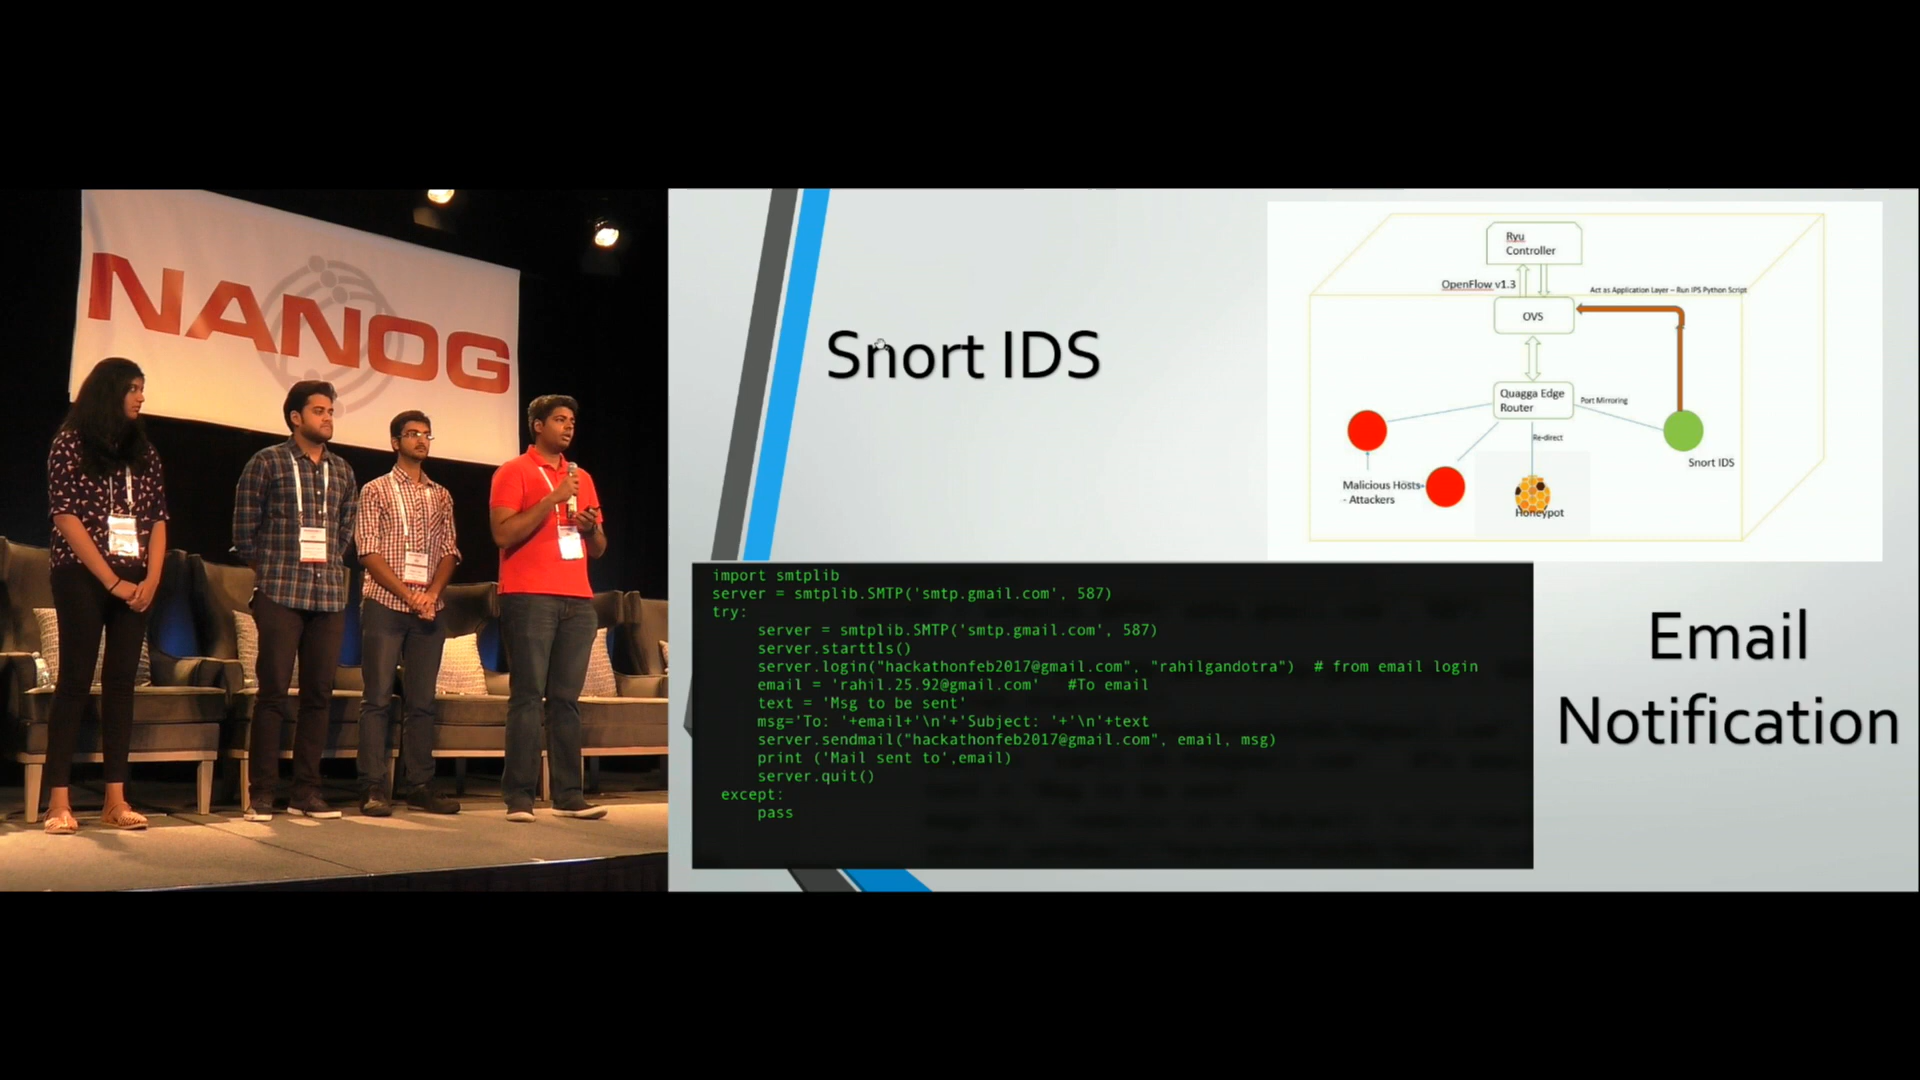 NANOG
Snort IDS
Ryu
Controller
OpenFlow v1.3
Act as Application Layer – Run IPS Python Script
OVS
Quagga Edge
Router
Port Mirroring
Re-direct
Snort IDS
Malicious Hosts-
- Attackers
Honeypot
import smtplib
server = smtplib.SMTP('smtp.gmail.com', 587)
try:
server = smtplib.SMTP('smtp.gmail.com', 587)
server.starttls()
server.login("hackathonfeb2017@gmail.com", "rahilgandotra") # from email login
email = 'rahil.25.92@gmail.com' #To email
text = 'Msg to be sent'
msg='To: '+email+'\n'+'Subject: '+'\n'+text
server.sendmail("hackathonfeb2017@gmail.com", email, msg)
print ('Mail sent to',email)
server.quit()
except:
pass
Email
Notification